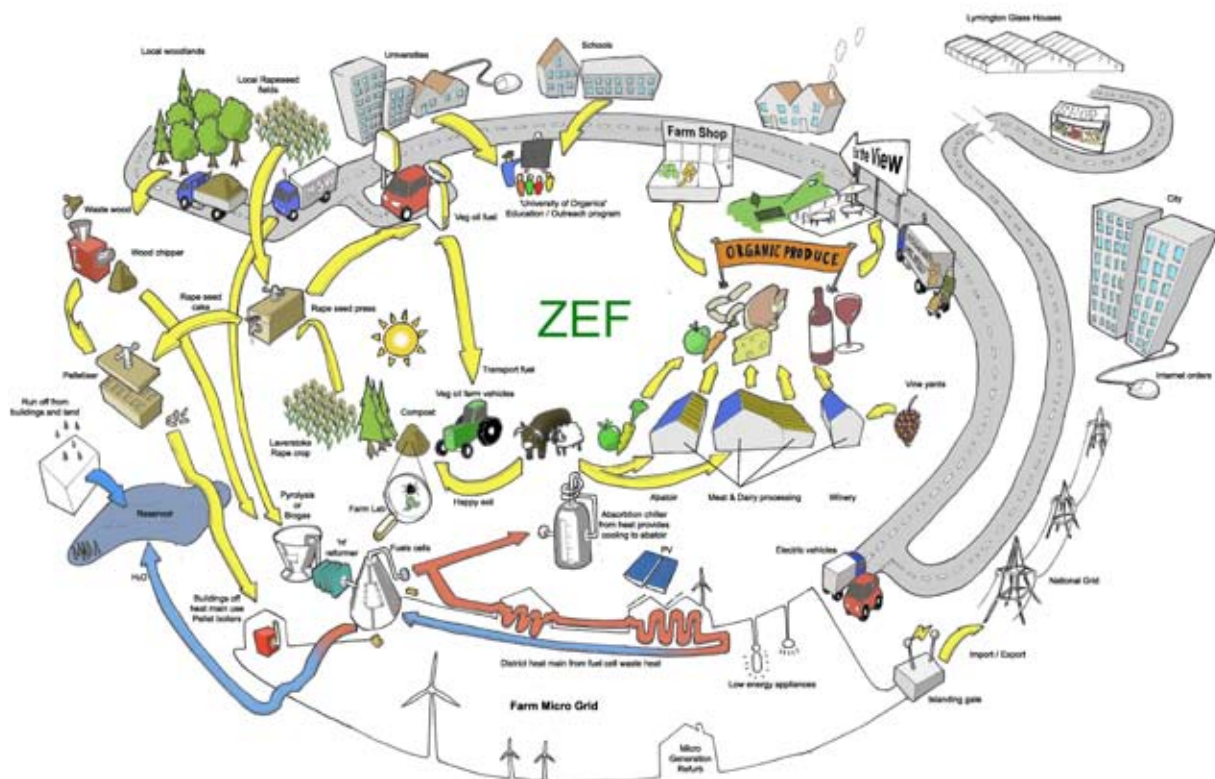 Lymington Glass Houses
Schools
Local woodlands
Universities
Local Rapeseed
fields
Farm Shop
to the View
City
Waste wood
Veg oil fuel
'University of Organics'
Education / Outreach program
ORGANIC PRODUCE
Wood chipper
Rape seed
cake
Rape seed press
ZEF
Pelletiser
Transport fuel
Internet orders
Run off from
buildings and land
Compost
Veg oil farm vehicles
Vine yards
Laverstoke
Rape crop
Reservoir
Pyrolysis
or
Biogas
Farm Lab
Happy soil
Abatoir
Meat & Dairy processing
Winery
Absorbtion chiller
from heat provides
cooling to abatoir
'H'
reformer
Fuels cells
PV
Electric vehicles
National Grid
H₂O
Buildings off
heat main use
Pellet boilers
District heat main from fuel cell waste heat
Low energy appliances
Import / Export
Islanding gate
Farm Micro Grid
Micro
Generation
Refurb